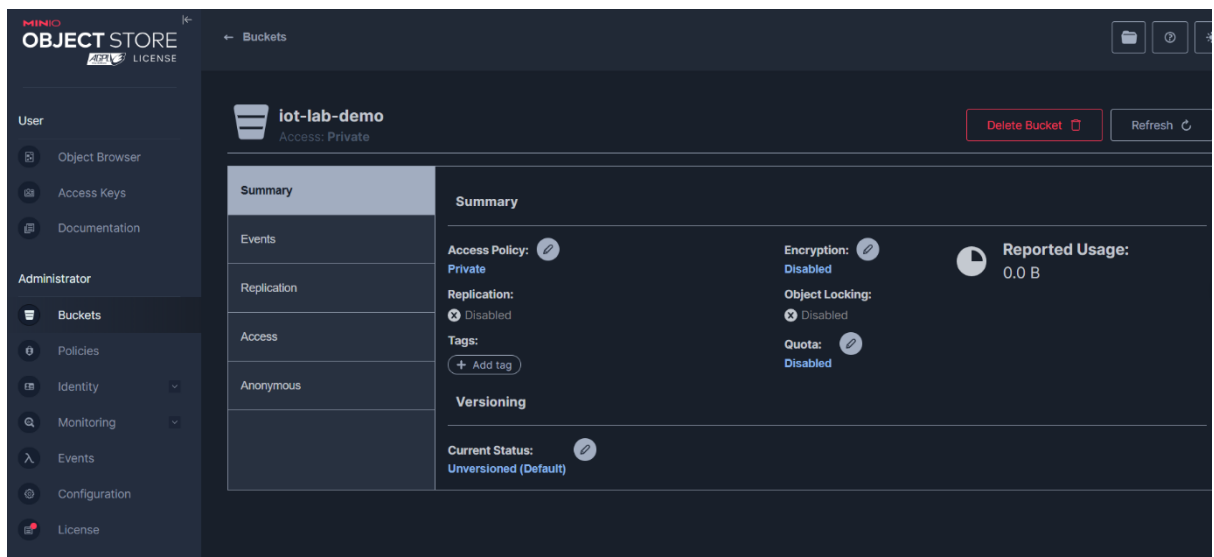 MINIO
OBJECT STORE
AGPLv3 LICENSE
← Buckets
User
Object Browser
Access Keys
Documentation
Administrator
Buckets
Policies
Identity
Monitoring
Events
Configuration
License
iot-lab-demo
Access: Private
Delete Bucket
Refresh
Summary
Events
Replication
Access
Anonymous
Summary
Access Policy:
Private
Replication:
Disabled
Tags:
+ Add tag
Encryption:
Disabled
Object Locking:
Disabled
Quota:
Disabled
Reported Usage:
0.0 B
Versioning
Current Status:
Unversioned (Default)